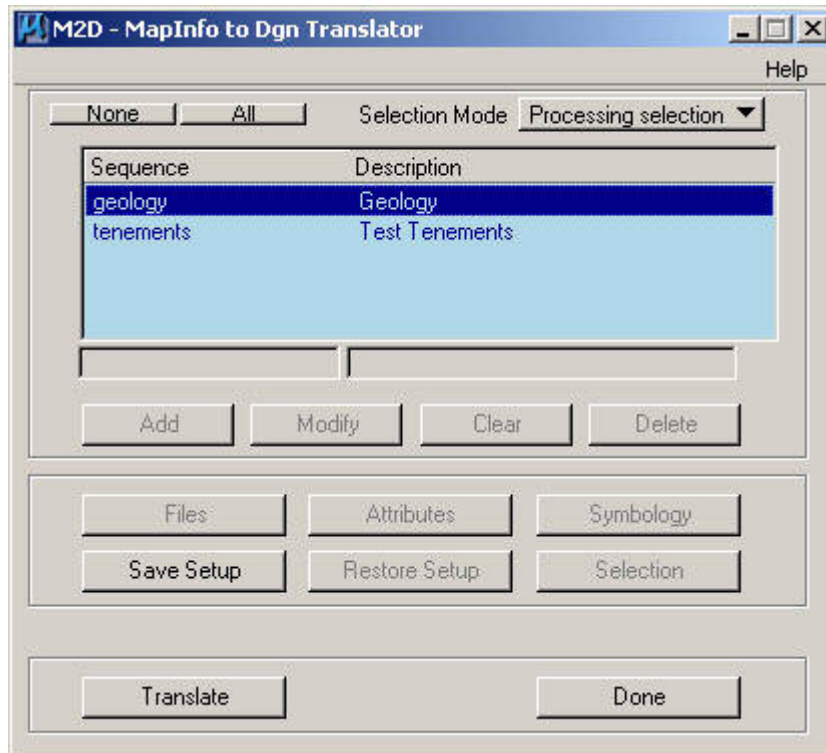 M2D - MapInfo to Dgn Translator
Help
None All Selection Mode Processing selection
Sequence Description
geology Geology
tenements Test Tenements
Add Modify Clear Delete
Files Attributes Symbology
Save Setup Restore Setup Selection
Translate Done